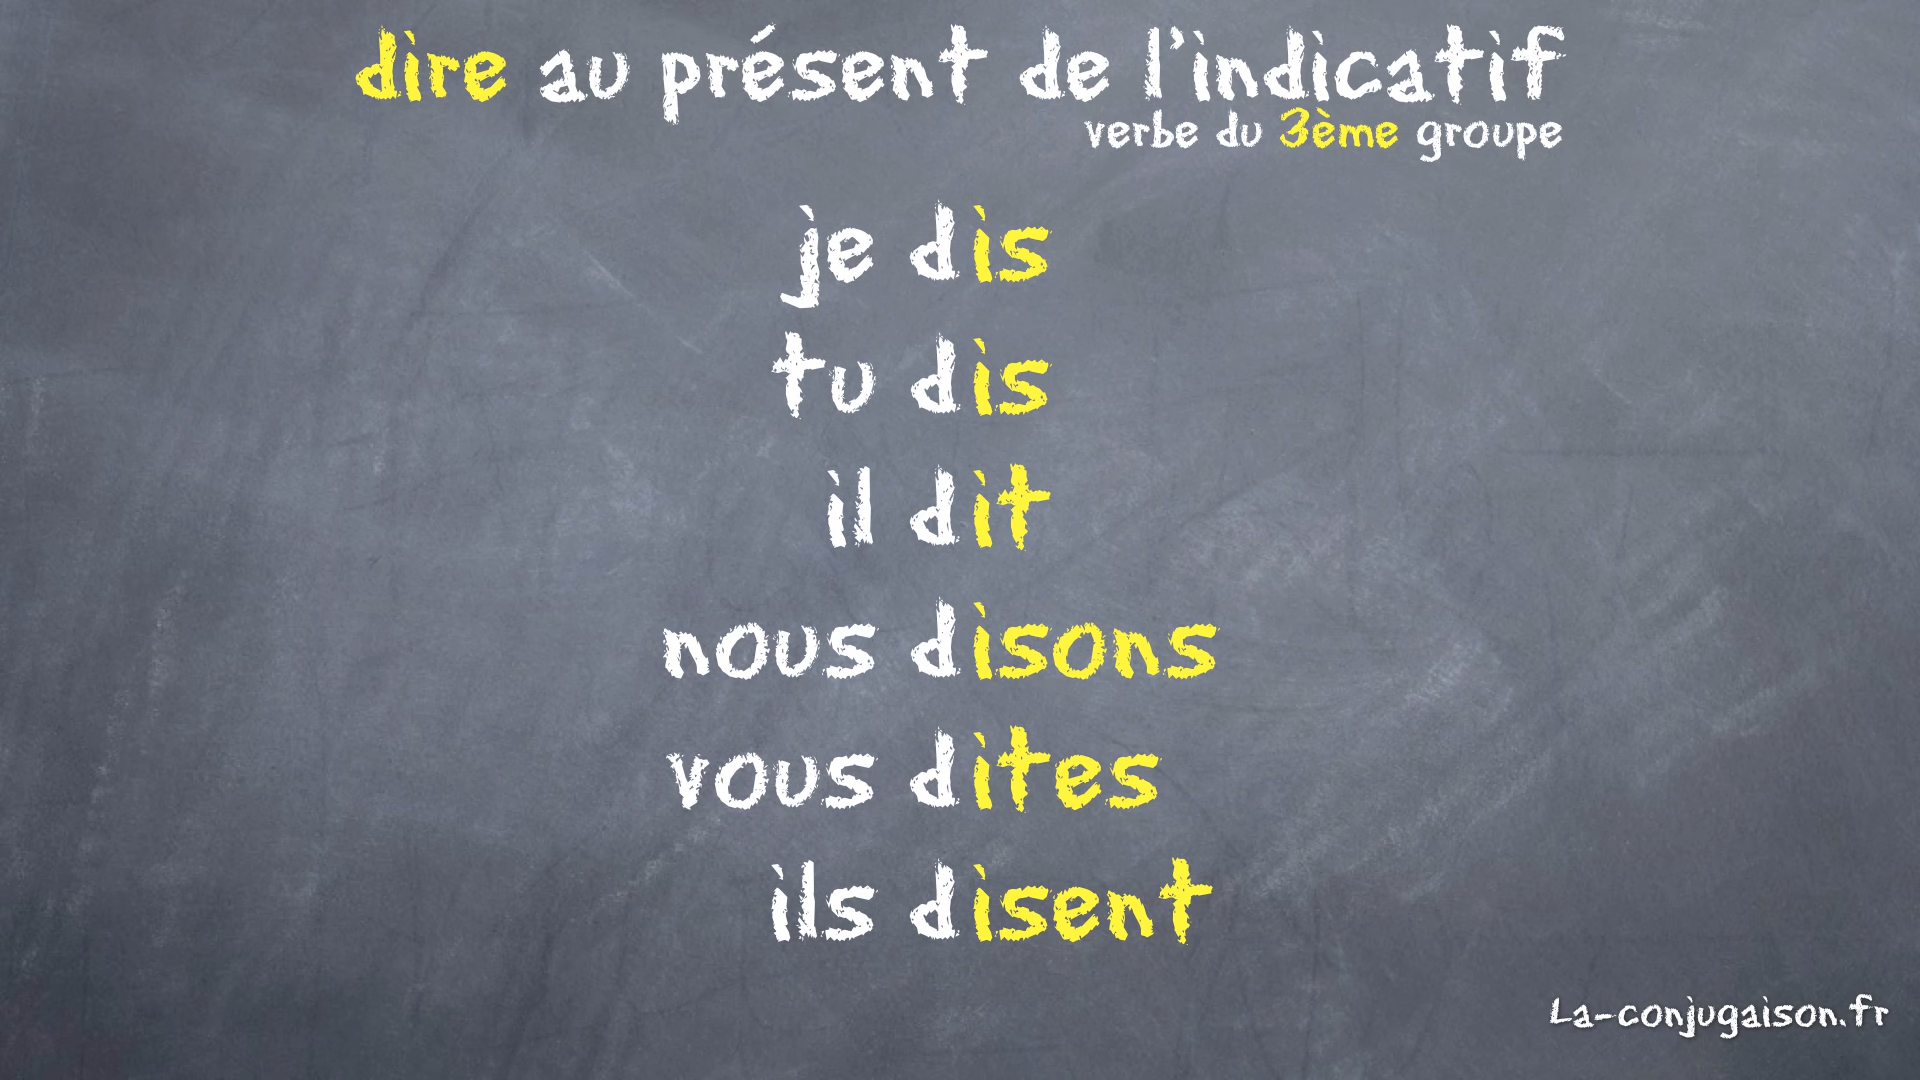 dire au présent de l'indicatif
verbe du 3ème groupe
je dis
tu dis
il dit
nous disons
vous dites
ils disent
La-conjugaison.fr